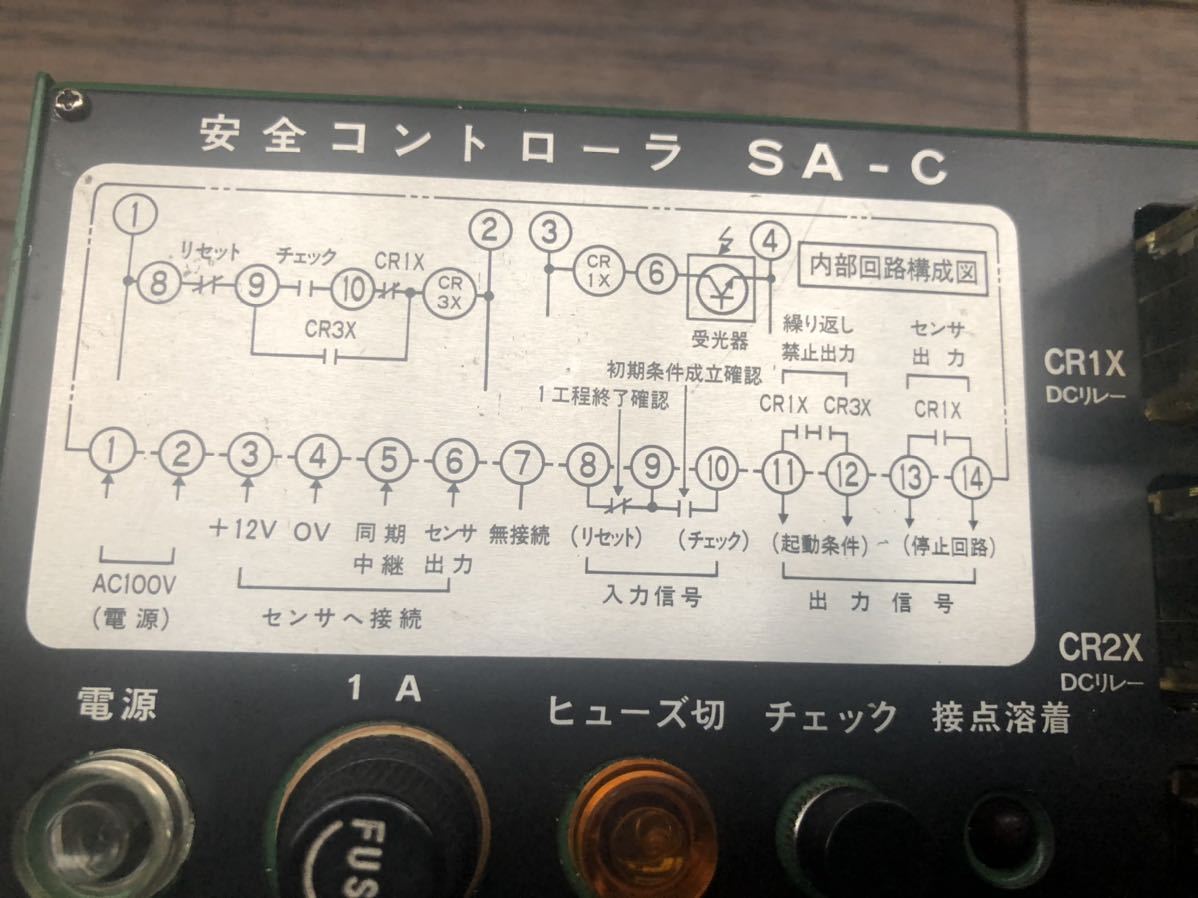 安全コントローラ SA-C
① ② ③ ④
リセット チェック CR1X
⑧ ⑨ ⑩ CR 3X CR 1X ⑥
CR3X
受光器
内部回路構成図
繰り返し 禁止出力
センサ 出力
初期条件成立確認
1工程終了確認
CR1X CR3X CR1X
① ② ③ ④ ⑤ ⑥ ⑦ ⑧ ⑨ ⑩ ⑪ ⑫ ⑬ ⑭
+12V 0V 同期 中継 センサ 出力 無接続 (リセット) (チェック) (起動条件) (停止回路)
AC100V
(電源)
センサへ接続
入力信号
出力信号
CR1X
DCリレー
CR2X
DCリレー
電源 1A ヒューズ切 チェック 接点溶着
FUS